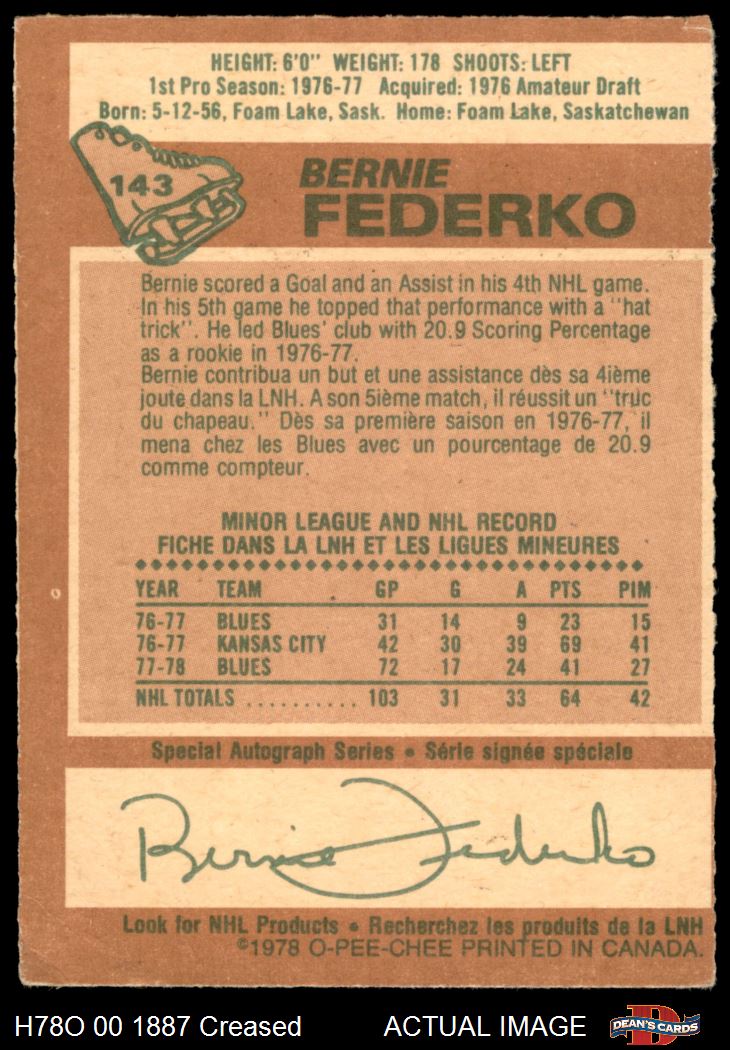 HEIGHT: 6'0" WEIGHT: 178 SHOOTS: LEFT
1st Pro Season: 1976-77 Acquired: 1976 Amateur Draft
Born: 5-12-56, Foam Lake, Sask. Home: Foam Lake, Saskatchewan
143
BERNIE
FEDERKO
Bernie scored a Goal and an Assist in his 4th NHL game.
In his 5th game he topped that performance with a "hat
trick". He led Blues' club with 20.9 Scoring Percentage
as a rookie in 1976-77.
Bernie contribua un but et une assistance dès sa 4ième
joute dans la LNH. A son 5ième match, il réussit un "truc
du chapeau." Dès sa première saison en 1976-77, il
mena chez les Blues avec un pourcentage de 20.9
comme compteur.
MINOR LEAGUE AND NHL RECORD
FICHE DANS LA LNH ET LES LIGUES MINEURES
YEAR TEAM GP G A PTS PIM
76-77 BLUES 31 14 9 23 15
76-77 KANSAS CITY 42 30 39 69 41
77-78 BLUES 72 17 24 41 27
NHL TOTALS .......... 103 31 33 64 42
Special Autograph Series • Série signée spéciale
Bernie Federko
Look for NHL Products • Recherchez les produits de la LNH
©1978 O-PEE-CHEE PRINTED IN CANADA.
H78O 00 1887 Creased ACTUAL IMAGE
D
DEAN'S CARDS